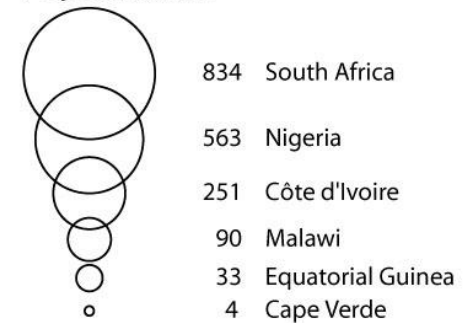 834 South Africa
563 Nigeria
251 Côte d'Ivoire
90 Malawi
33 Equatorial Guinea
4 Cape Verde